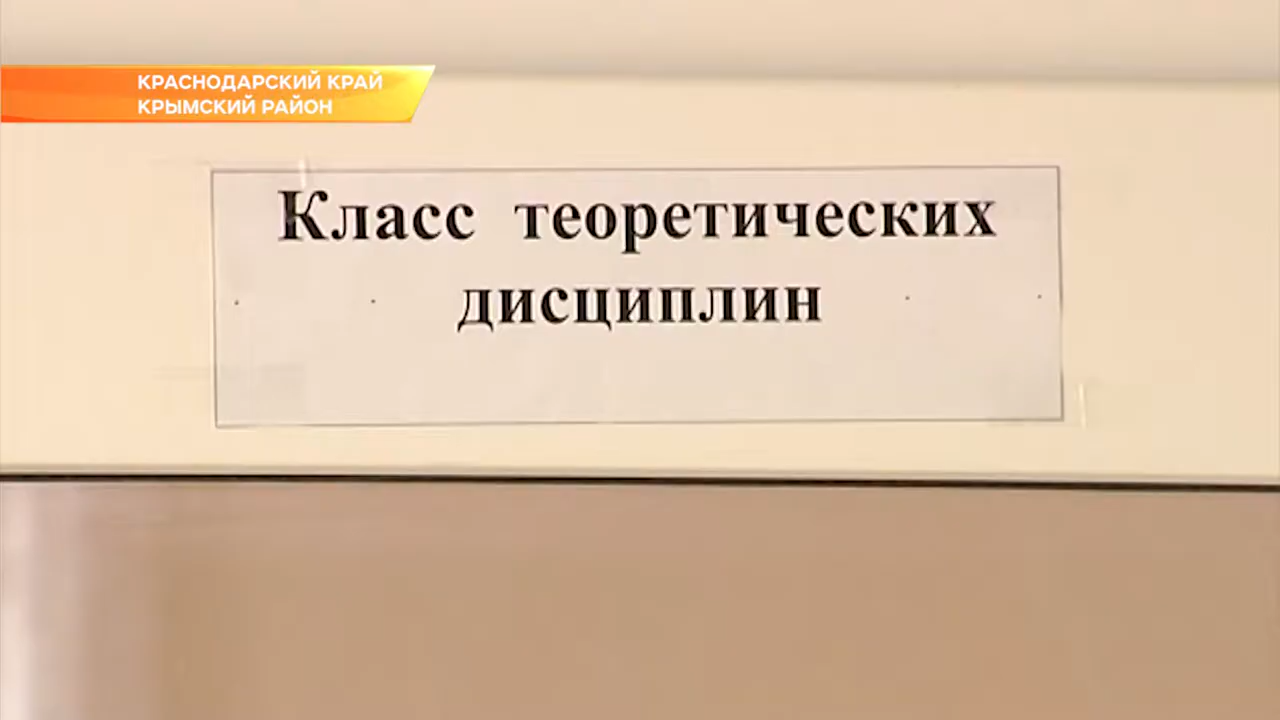 КРАСНОДАРСКИЙ КРАЙ
КРЫМСКИЙ РАЙОН
Класс теоретических
дисциплин